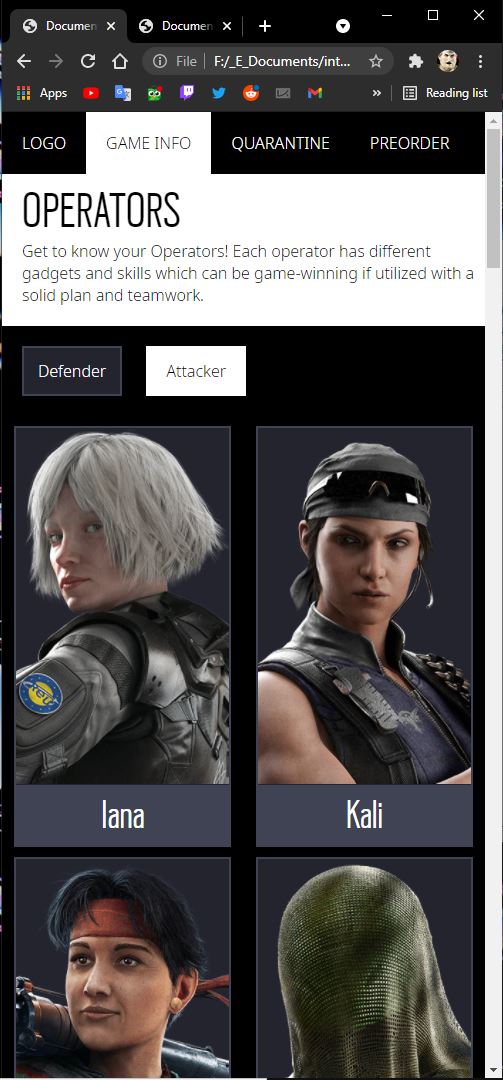 Documen
Documen
File
F:/_E_Documents/int...
Apps
Reading list
LOGO
GAME INFO
QUARANTINE
PREORDER
OPERATORS
Get to know your Operators! Each operator has different
gadgets and skills which can be game-winning if utilized with a
solid plan and teamwork.
Defender
Attacker
Iana
Kali